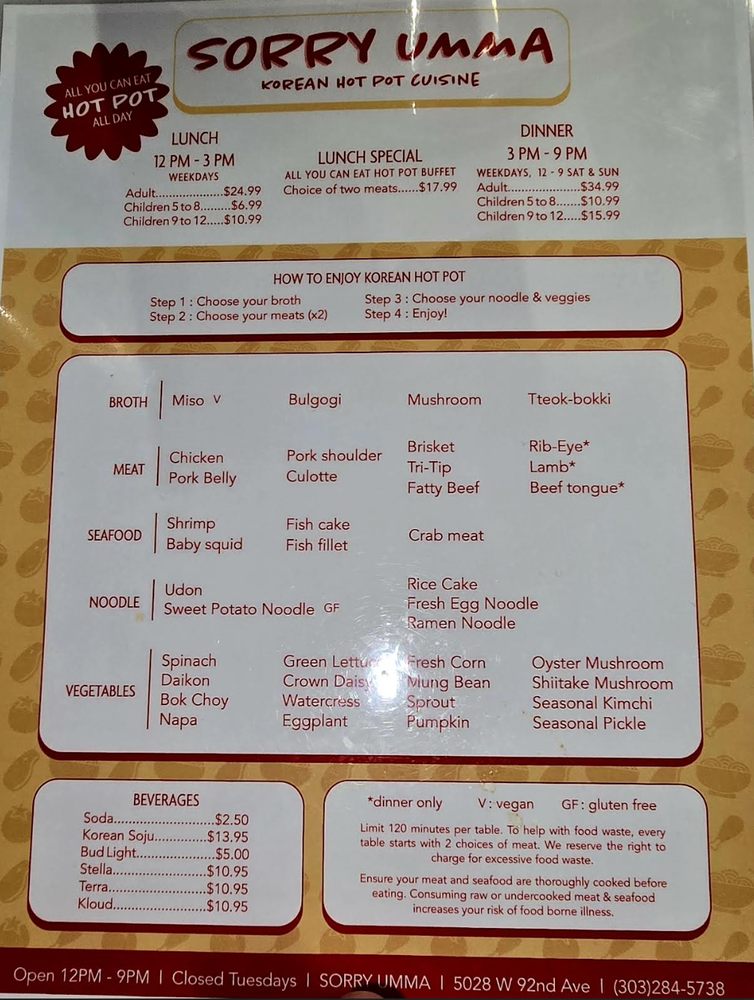 SORRY UMMA
KOREAN HOT POT CUISINE
ALL YOU CAN EAT
HOT POT
ALL DAY
LUNCH
12 PM - 3 PM
WEEKDAYS
Adult....................$24.99
Children 5 to 8.........$6.99
Children 9 to 12.....$10.99
LUNCH SPECIAL
ALL YOU CAN EAT HOT POT BUFFET
Choice of two meats......$17.99
DINNER
3 PM - 9 PM
WEEKDAYS, 12 - 9 SAT & SUN
Adult....................$34.99
Children 5 to 8.......$10.99
Children 9 to 12.....$15.99
HOW TO ENJOY KOREAN HOT POT
Step 1 : Choose your broth
Step 2 : Choose your meats (x2)
Step 3 : Choose your noodle & veggies
Step 4 : Enjoy!
BROTH
Miso V
Bulgogi
Mushroom
Tteok-bokki
MEAT
Chicken
Pork Belly
Pork shoulder
Culotte
Brisket
Tri-Tip
Fatty Beef
Rib-Eye*
Lamb*
Beef tongue*
SEAFOOD
Shrimp
Baby squid
Fish cake
Fish fillet
Crab meat
NOODLE
Udon
Sweet Potato Noodle GF
Rice Cake
Fresh Egg Noodle
Ramen Noodle
VEGETABLES
Spinach
Daikon
Bok Choy
Napa
Green Lettuce
Crown Daisy
Watercress
Eggplant
Fresh Corn
Mung Bean
Sprout
Pumpkin
Oyster Mushroom
Shiitake Mushroom
Seasonal Kimchi
Seasonal Pickle
BEVERAGES
Soda............................$2.50
Korean Soju................$13.95
Bud Light....................$5.00
Stella..........................$10.95
Terra..........................$10.95
Kloud.........................$10.95
*dinner only V : vegan GF : gluten free
Limit 120 minutes per table. To help with food waste, every
table starts with 2 choices of meat. We reserve the right to
charge for excessive food waste.
Ensure your meat and seafood are thoroughly cooked before
eating. Consuming raw or undercooked meat & seafood
increases your risk of food borne illness.
Open 12PM - 9PM | Closed Tuesdays | SORRY UMMA | 5028 W 92nd Ave | (303)284-5738